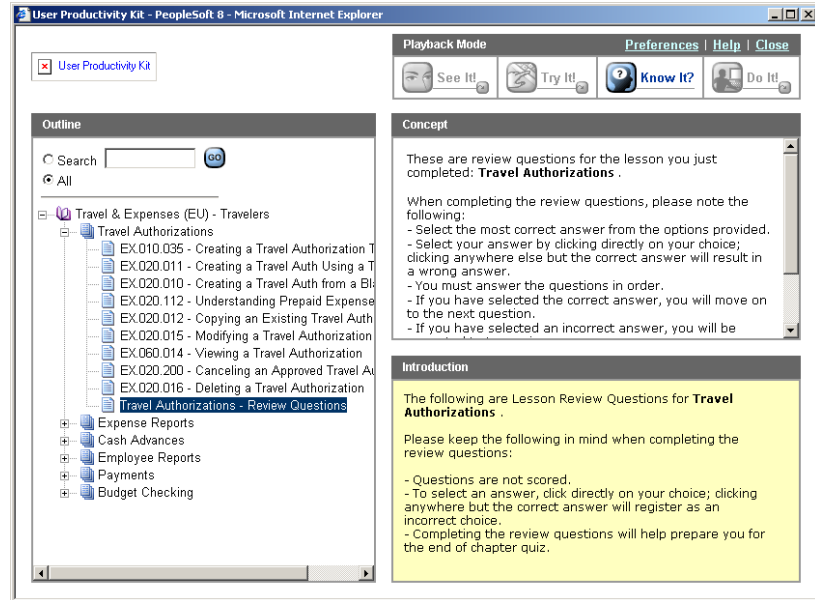 User Productivity Kit - PeopleSoft 8 - Microsoft Internet Explorer
User Productivity Kit
Playback Mode
Preferences | Help | Close
See It!
Try It!
Know It?
Do It!
Outline
Search
GO
All
Travel & Expenses (EU) - Travelers
Travel Authorizations
EX.010.035 - Creating a Travel Authorization T
EX.020.011 - Creating a Travel Auth Using a T
EX.020.010 - Creating a Travel Auth from a Bl
EX.020.112 - Understanding Prepaid Expense
EX.020.012 - Copying an Existing Travel Auth
EX.020.015 - Modifying a Travel Authorization
EX.060.014 - Viewing a Travel Authorization
EX.020.200 - Canceling an Approved Travel Au
EX.020.016 - Deleting a Travel Authorization
Travel Authorizations - Review Questions
Expense Reports
Cash Advances
Employee Reports
Payments
Budget Checking
Concept
These are review questions for the lesson you just
completed: Travel Authorizations .
When completing the review questions, please note the
following:
- Select the most correct answer from the options provided.
- Select your answer by clicking directly on your choice;
clicking anywhere else but the correct answer will result in
a wrong answer.
- You must answer the questions in order.
- If you have selected the correct answer, you will move on
to the next question.
- If you have selected an incorrect answer, you will be
Introduction
The following are Lesson Review Questions for Travel
Authorizations .
Please keep the following in mind when completing the
review questions:
- Questions are not scored.
- To select an answer, click directly on your choice; clicking
anywhere but the correct answer will register as an
incorrect choice.
- Completing the review questions will help prepare you for
the end of chapter quiz.